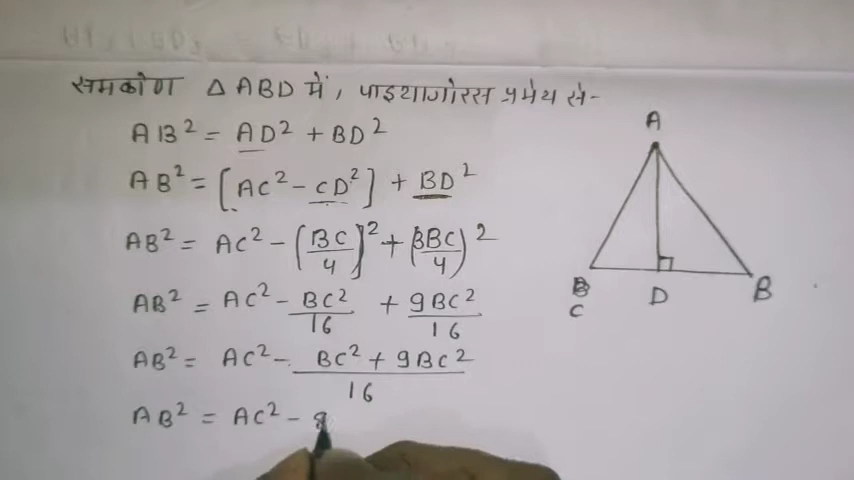 समकोण △ ABD में, पाइथागोरस प्रमेय से-
AB² = AD² + BD²
AB² = [AC² - CD²] + BD²
AB² = AC² - (BC/4)² + (3BC/4)²
AB² = AC² - BC²/16 + 9BC²/16
AB² = AC² - BC² + 9BC²/16
AB² = AC² - 8
A
B
C
D
B